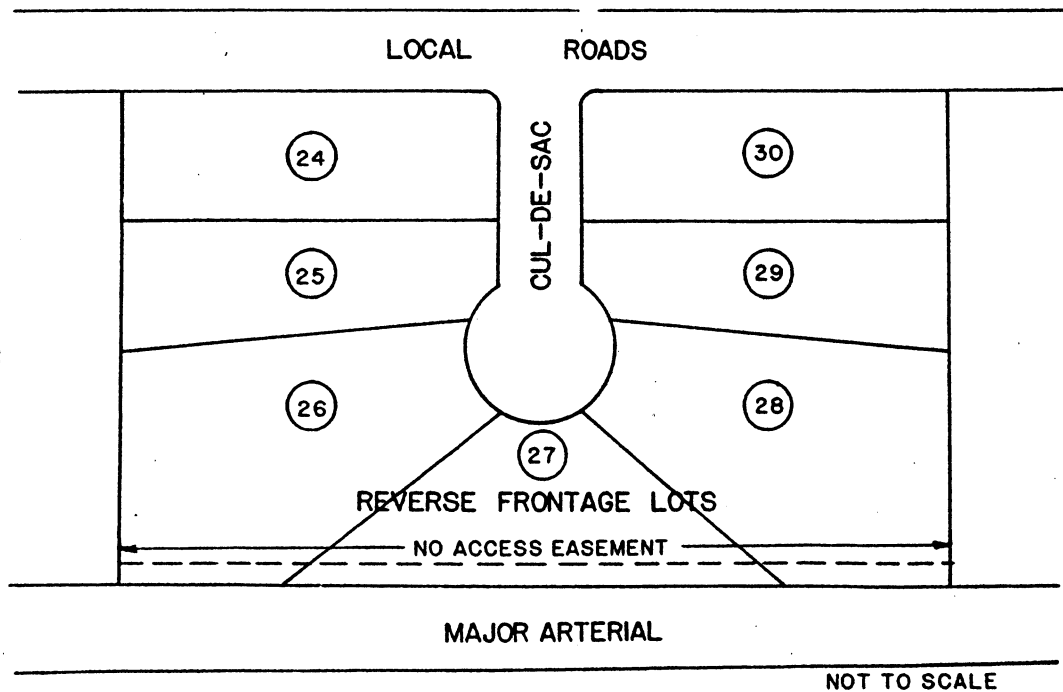 LOCAL ROADS
CUL-DE-SAC
24
30
25
29
26
28
27
REVERSE FRONTAGE LOTS
NO ACCESS EASEMENT
MAJOR ARTERIAL
NOT TO SCALE